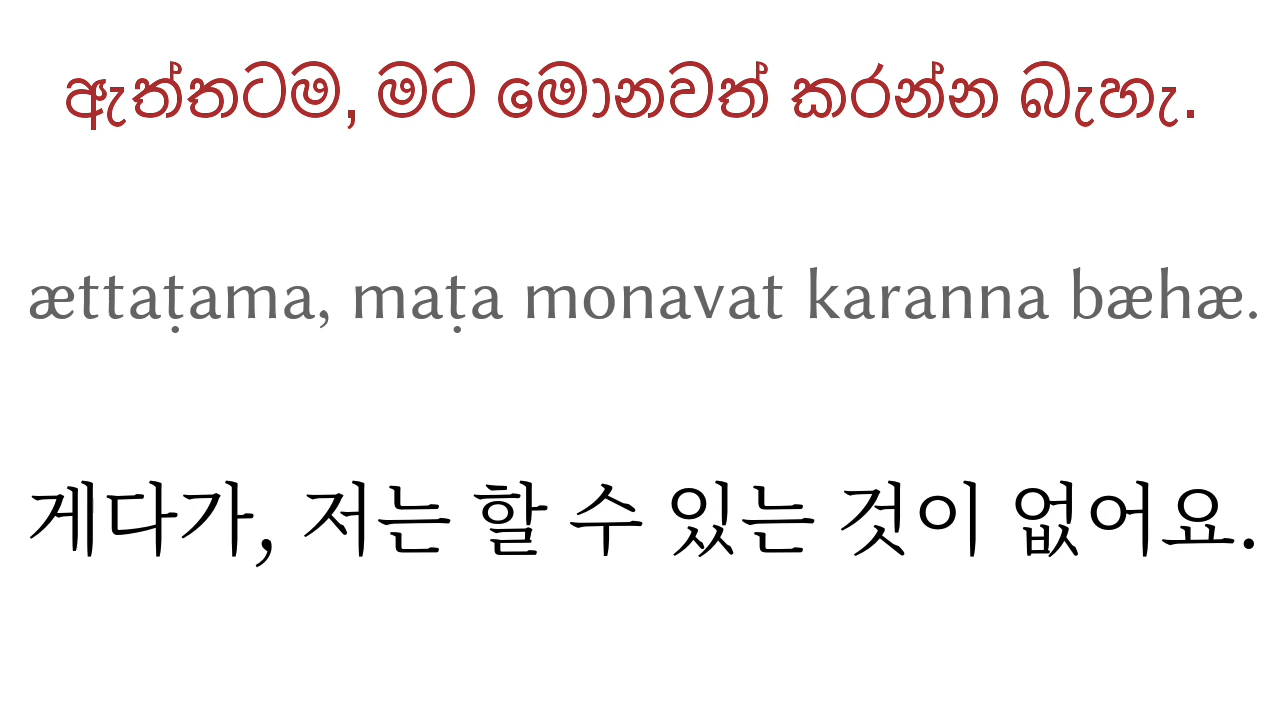 ඇත්තටම, මට මොනවත් කරන්න බැහැ.
ættaṭama, maṭa monavat karanna bæhæ.
게다가, 저는 할 수 있는 것이 없어요.